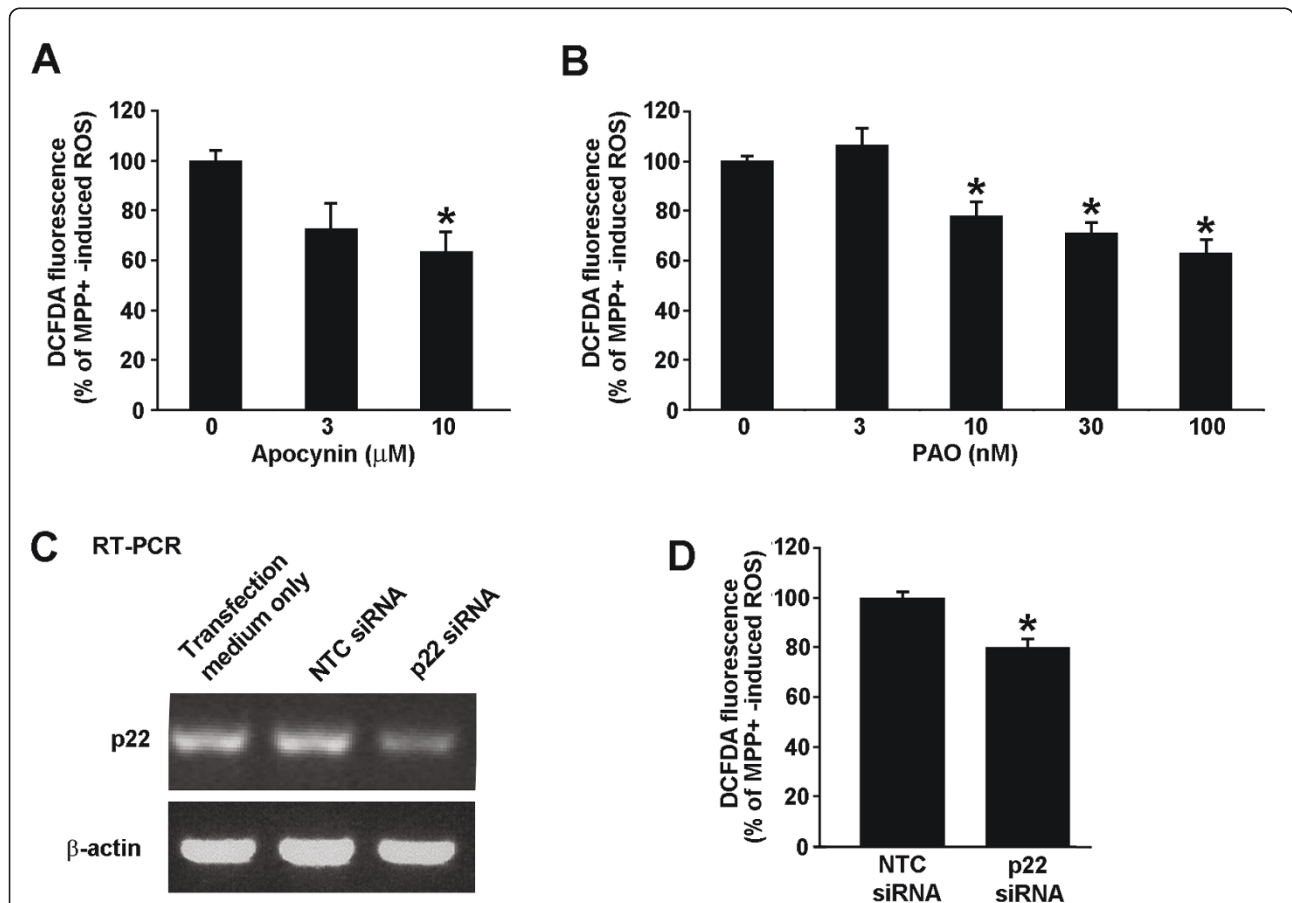 A
DCFDA fluorescence
(% of MPP+ -induced ROS)
120
100
80
60
40
20
0
*
0 3 10
Apocynin (μM)
B
DCFDA fluorescence
(% of MPP+ -induced ROS)
120
100
80
60
40
20
0
* * *
0 3 10 30 100
PAO (nM)
C RT-PCR
Transfection
medium only
NTC siRNA
p22 siRNA
p22
β-actin
D
DCFDA fluorescence
(% of MPP+ -induced ROS)
120
100
80
60
40
20
0
*
NTC
siRNA
p22
siRNA